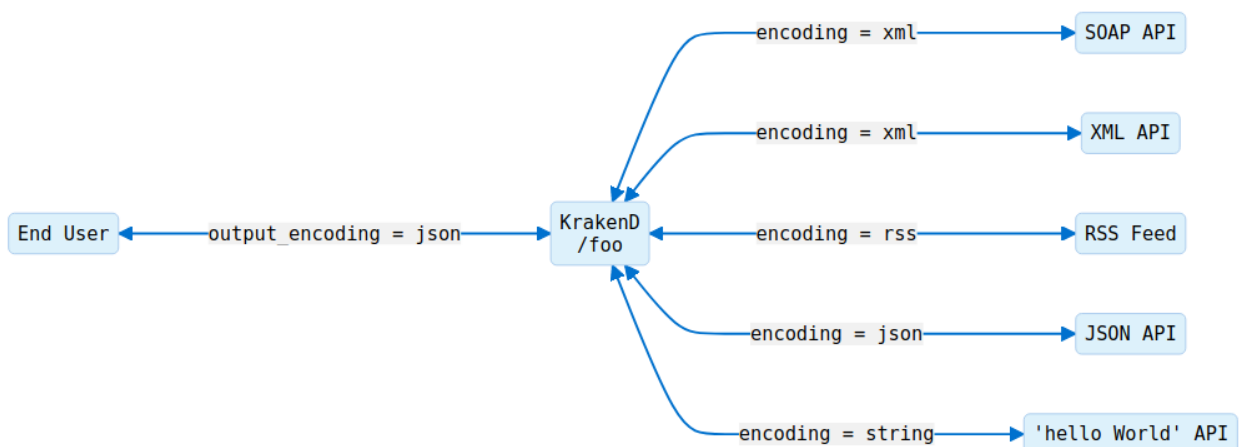 encoding = xml
SOAP API
encoding = xml
XML API
End User
output_encoding = json
KrakenD
/foo
encoding = rss
RSS Feed
encoding = json
JSON API
encoding = string
'hello World' API